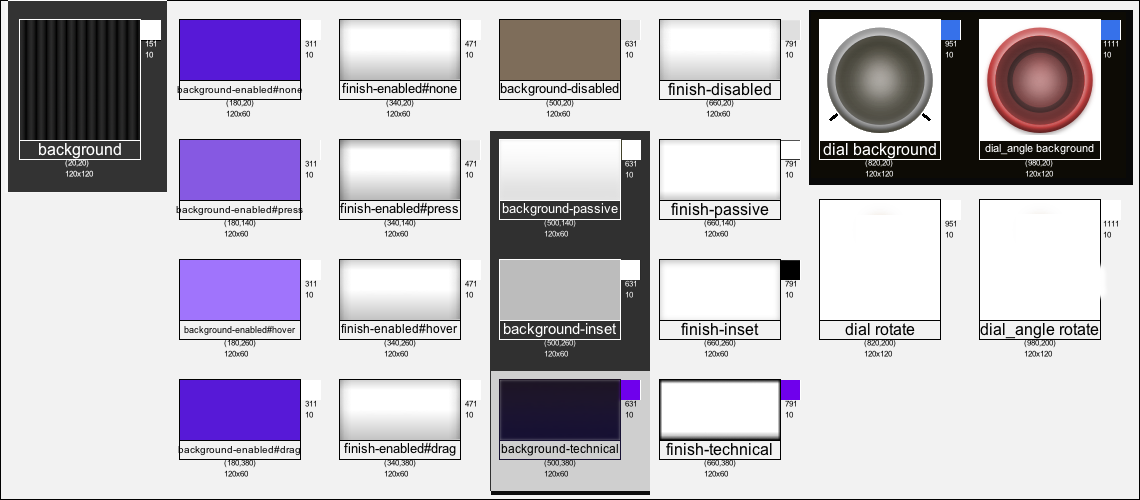 151
10
background
(20,20)
120x120
311
10
background-enabled#none
(180,20)
120x60
471
10
finish-enabled#none
(340,20)
120x60
631
10
background-disabled
(500,20)
120x60
791
10
finish-disabled
(660,20)
120x60
951
10
dial background
(820,20)
120x120
1111
10
dial_angle background
(980,20)
120x120
311
10
background-enabled#press
(180,140)
120x60
471
10
finish-enabled#press
(340,140)
120x60
631
10
background-passive
(500,140)
120x60
791
10
finish-passive
(660,140)
120x60
951
10
dial rotate
(820,200)
120x120
1111
10
dial_angle rotate
(980,200)
120x120
311
10
background-enabled#hover
(180,260)
120x60
471
10
finish-enabled#hover
(340,260)
120x60
631
10
background-inset
(500,260)
120x60
791
10
finish-inset
(660,260)
120x60
311
10
background-enabled#drag
(180,380)
120x60
471
10
finish-enabled#drag
(340,380)
120x60
631
10
background-technical
(500,380)
120x60
791
10
finish-technical
(660,380)
120x60